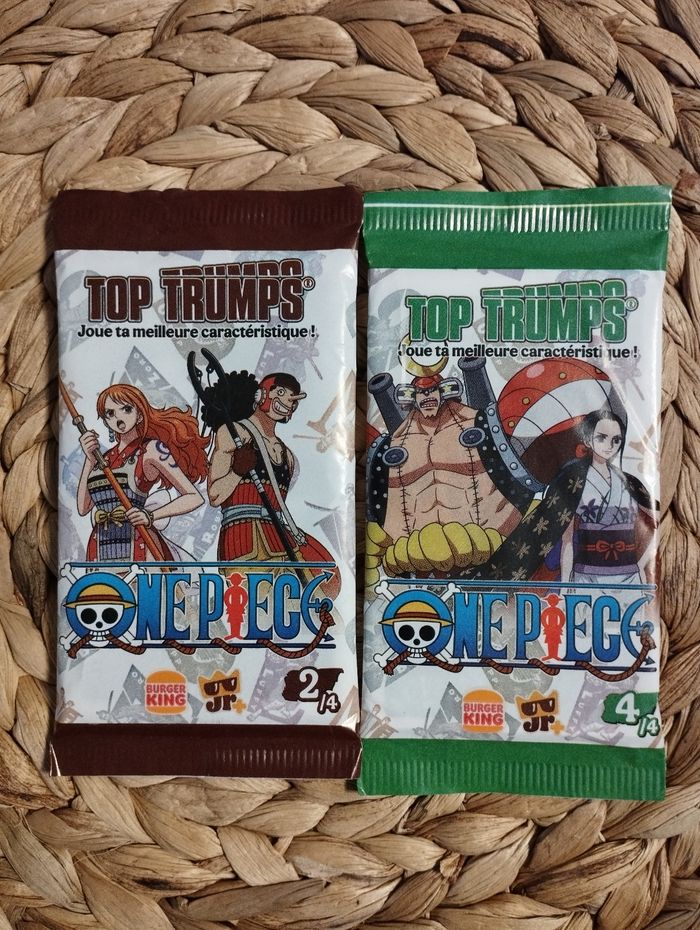 TOP TRUMPS®
Joue ta meilleure caractéristique !
ONE PIECE
BURGER
KING
Jr+
2/4
TOP TRUMPS®
Joue ta meilleure caractéristique !
ONE PIECE
BURGER
KING
Jr+
4/4